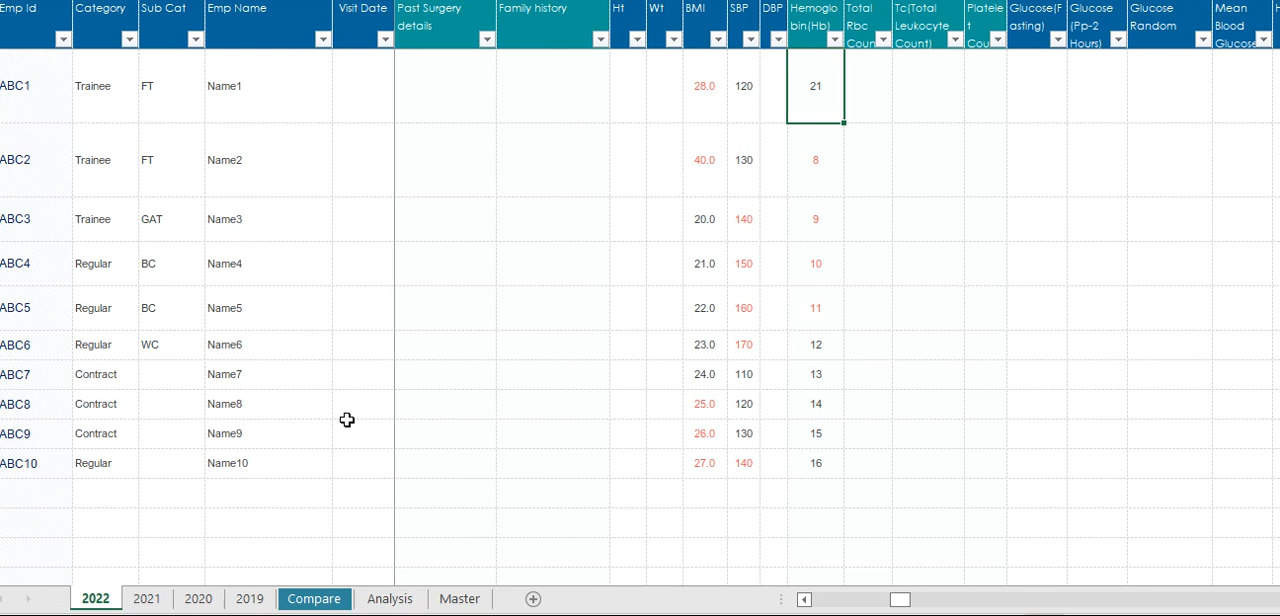 Emp Id Category Sub Cat Emp Name Visit Date Past Surgery details Family history Ht Wt BMI SBP DBP Hemoglobin(Hb) Total Rbc Coun Tc(Total Leukocyte Count) Platelet Cou Glucose(Fasting) Glucose (Pp-2 Hours) Glucose Random Mean Blood Glucose
ABC1 Trainee FT Name1 28.0 120 21
ABC2 Trainee FT Name2 40.0 130 8
ABC3 Trainee GAT Name3 20.0 140 9
ABC4 Regular BC Name4 21.0 150 10
ABC5 Regular BC Name5 22.0 160 11
ABC6 Regular WC Name6 23.0 170 12
ABC7 Contract Name7 24.0 110 13
ABC8 Contract Name8 25.0 120 14
ABC9 Contract Name9 26.0 130 15
ABC10 Regular Name10 27.0 140 16
2022 2021 2020 2019 Compare Analysis Master